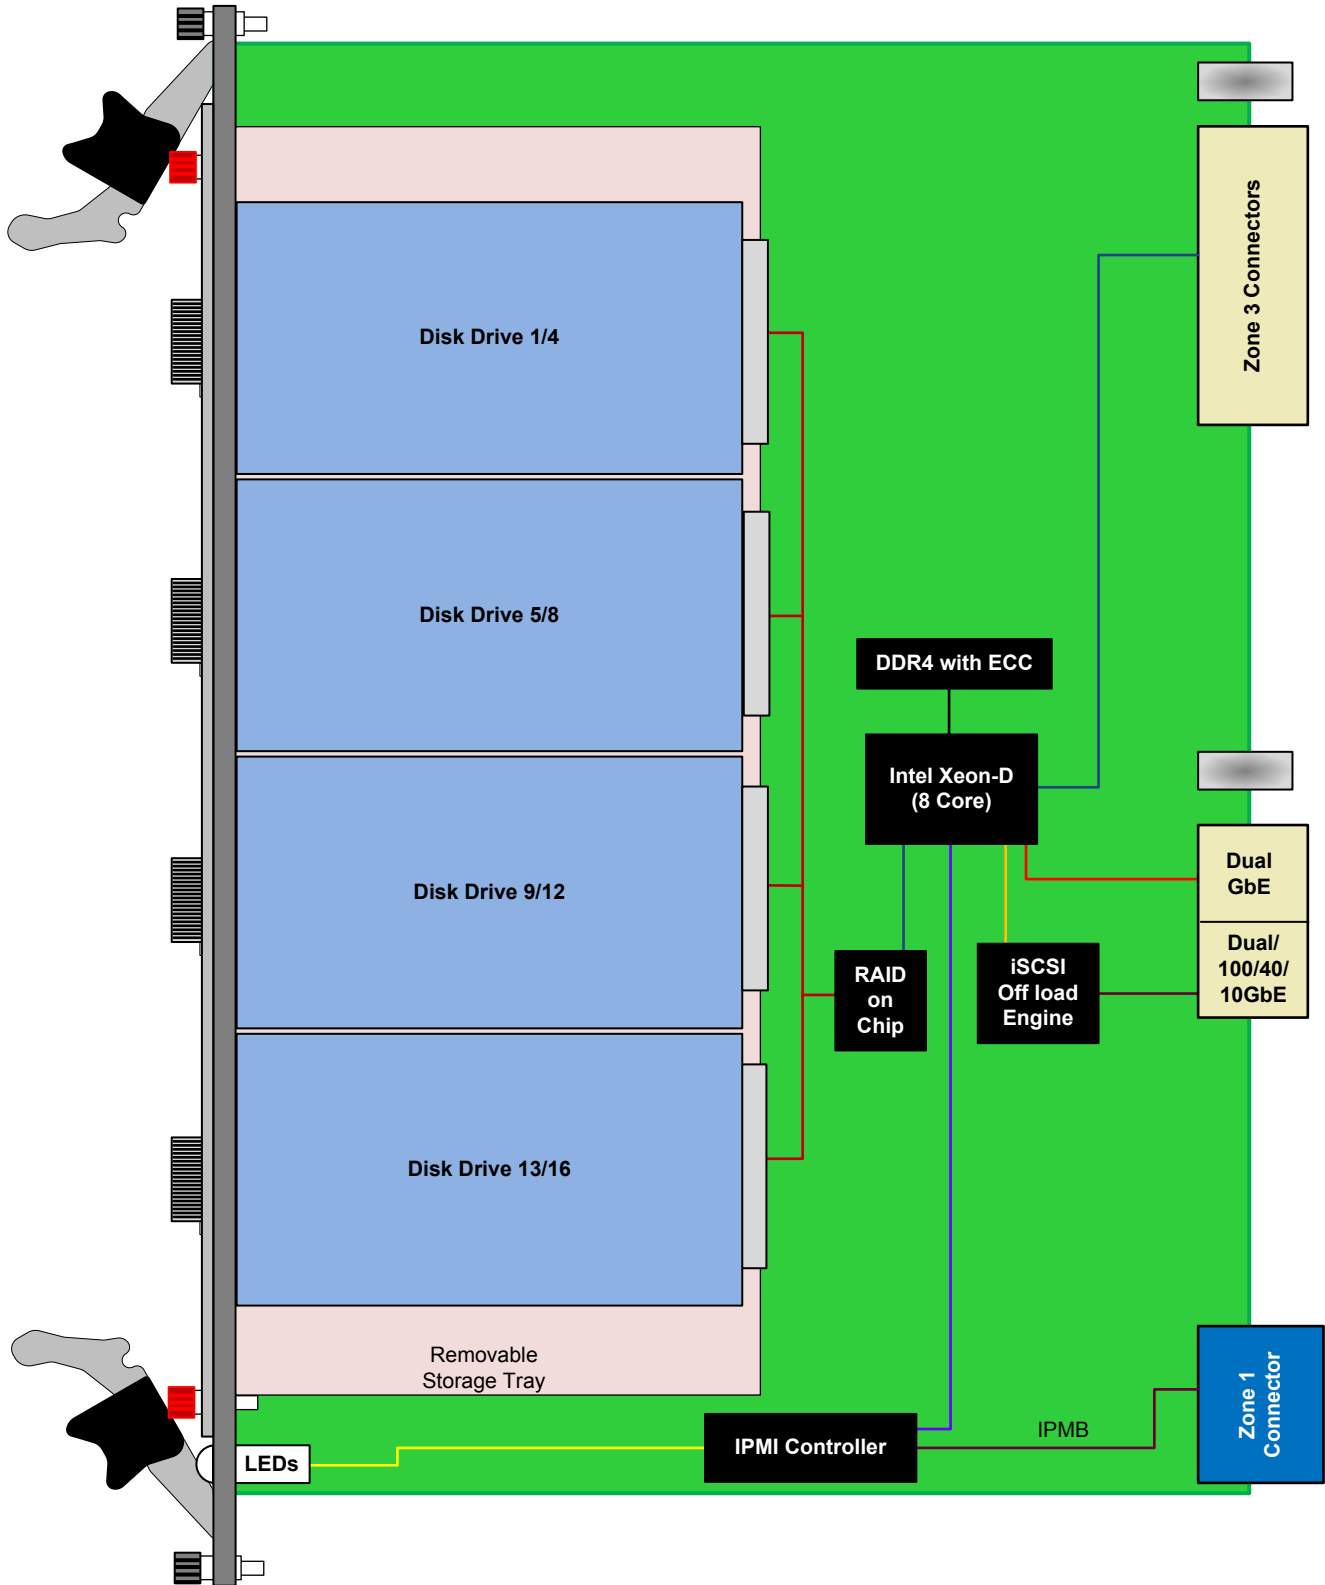 Zone 3 Connectors
Disk Drive 1/4
Disk Drive 5/8
DDR4 with ECC
Intel Xeon-D
(8 Core)
Dual
GbE
Disk Drive 9/12
Dual/
100/40/
10GbE
RAID
on
Chip
iSCSI
Off load
Engine
Disk Drive 13/16
Removable
Storage Tray
Zone 1
Connector
IPMB
IPMI Controller
LEDs